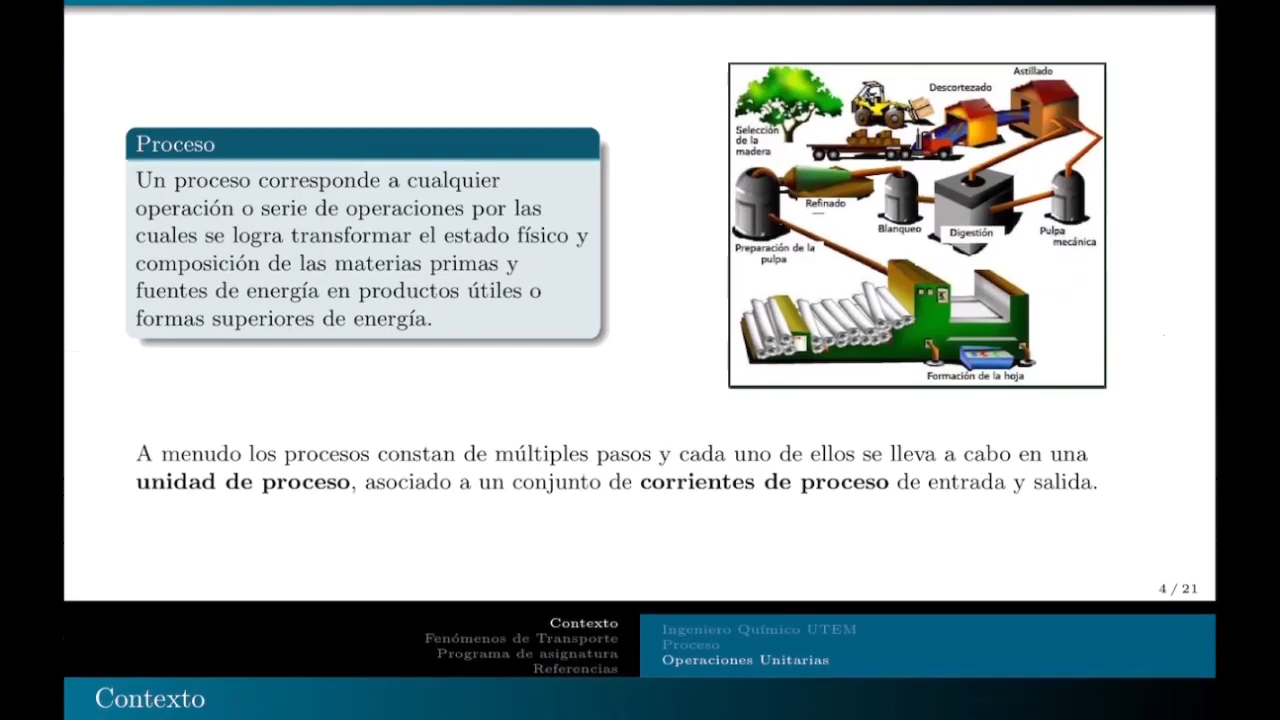 Proceso
Un proceso corresponde a cualquier
operación o serie de operaciones por las
cuales se logra transformar el estado físico y
composición de las materias primas y
fuentes de energía en productos útiles o
formas superiores de energía.
Astillado
Descortezado
Selección
de la
madera
Refinado
Blanqueo
Digestión
Pulpa
mecánica
Preparación de la
pulpa
Formación de la hoja
A menudo los procesos constan de múltiples pasos y cada uno de ellos se lleva a cabo en una
unidad de proceso, asociado a un conjunto de corrientes de proceso de entrada y salida.
4 / 21
Contexto
Fenómenos de Transporte
Programa de asignatura
Referencias
Ingeniero Químico UTEM
Proceso
Operaciones Unitarias
Contexto